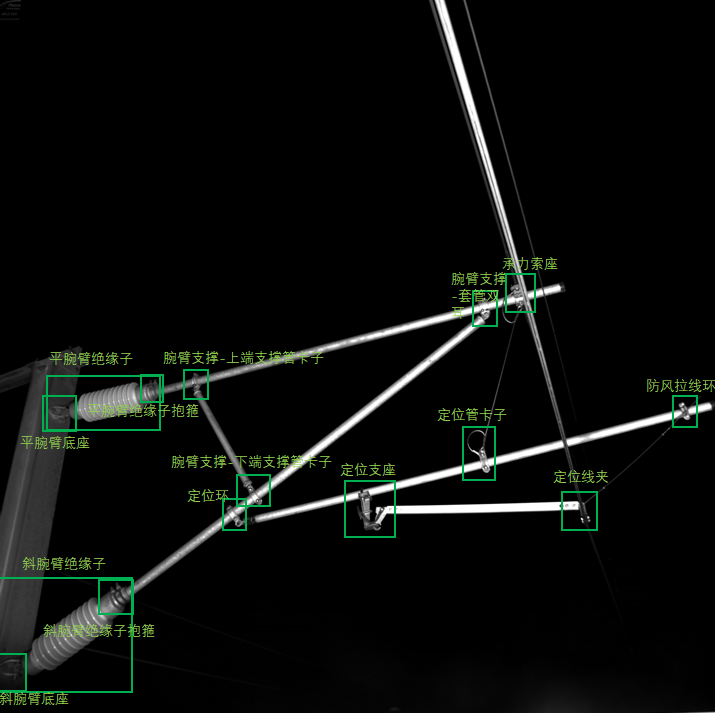 承力索座
腕臂支撑
-套管双
耳
平腕臂绝缘子
腕臂支撑-上端支撑管卡子
防风拉线环
平腕臂绝缘子抱箍
定位管卡子
平腕臂底座
腕臂支撑-下端支撑管卡子
定位支座
定位线夹
定位环
斜腕臂绝缘子
斜腕臂绝缘子抱箍
斜腕臂底座